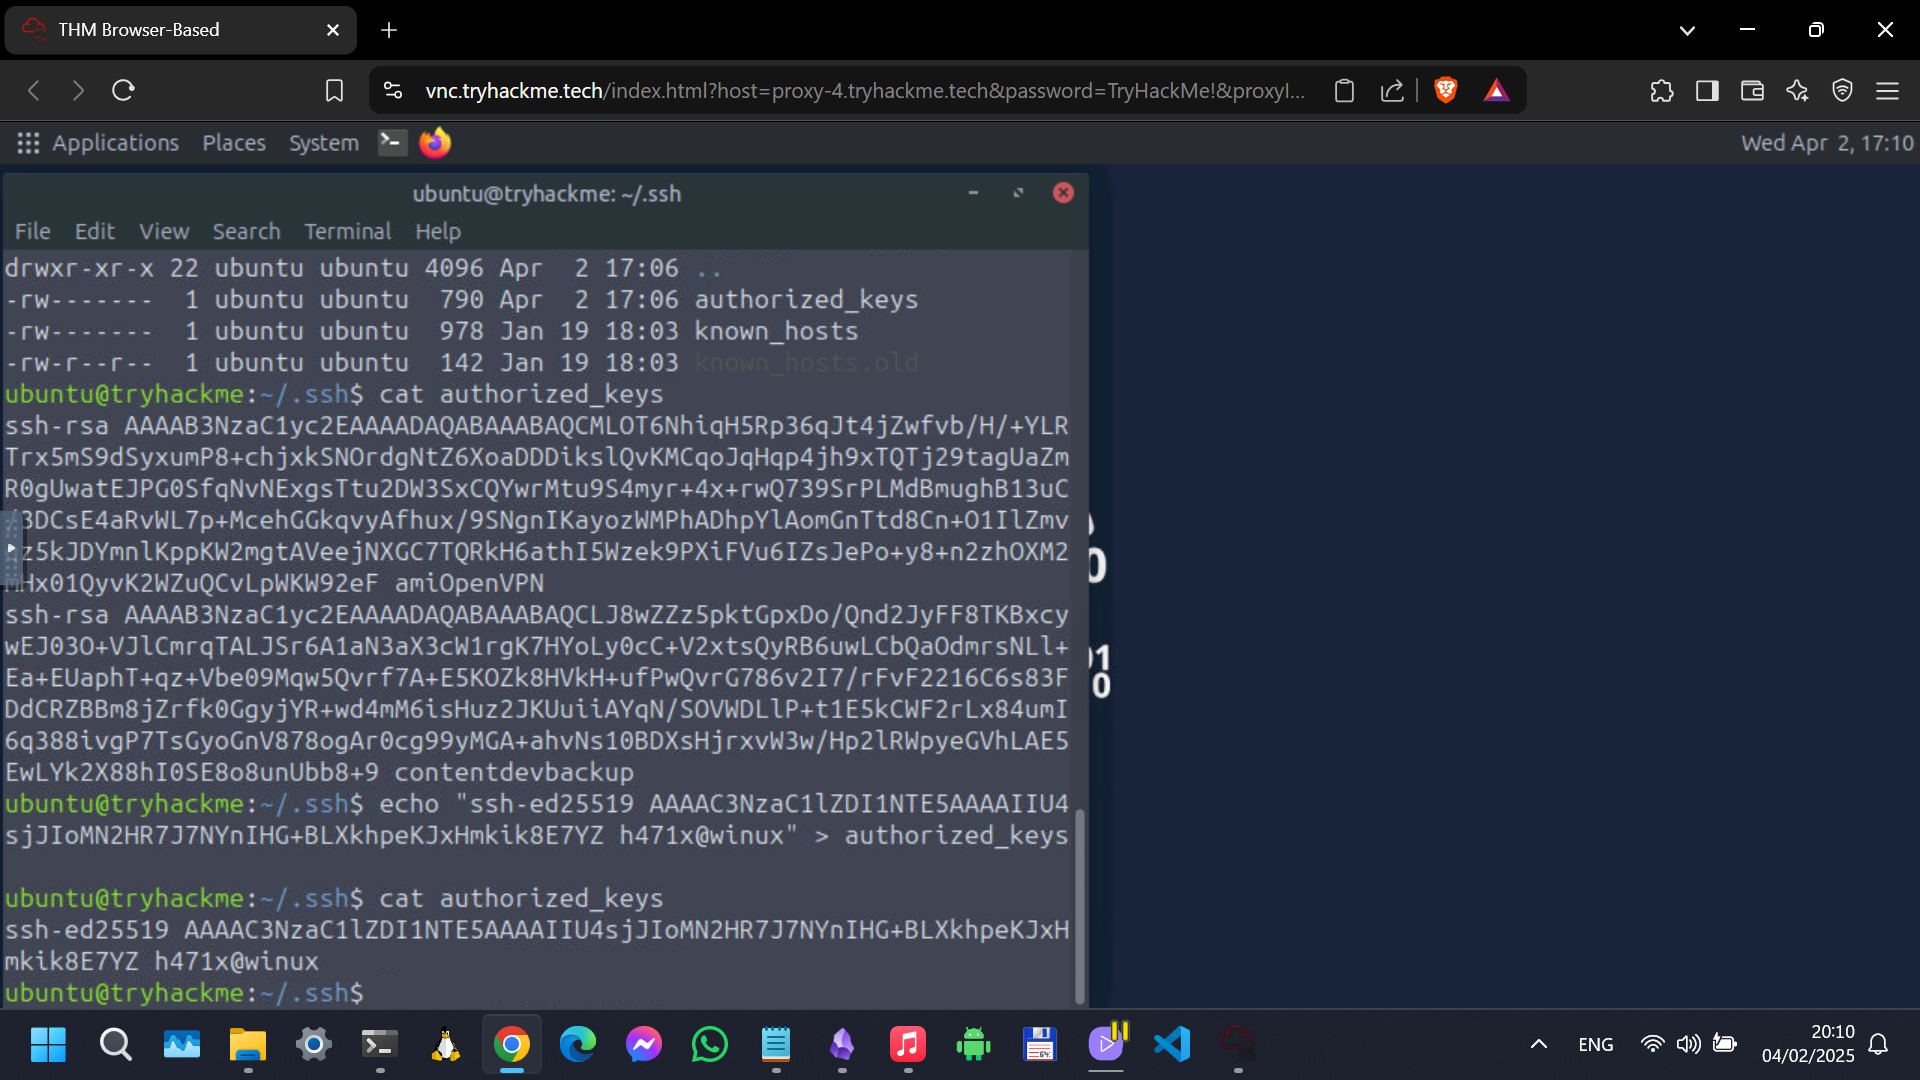 THM Browser-Based
vnc.tryhackme.tech/index.html?host=proxy-4.tryhackme.tech&password=TryHackMe!&proxyI...
Applications Places System
Wed Apr 2, 17:10
ubuntu@tryhackme: ~/.ssh
File Edit View Search Terminal Help
drwxr-xr-x 22 ubuntu ubuntu 4096 Apr 2 17:06 ..
-rw------- 1 ubuntu ubuntu 790 Apr 2 17:06 authorized_keys
-rw------- 1 ubuntu ubuntu 978 Jan 19 18:03 known_hosts
-rw-r--r-- 1 ubuntu ubuntu 142 Jan 19 18:03 known_hosts.old
ubuntu@tryhackme:~/.ssh$ cat authorized_keys
ssh-rsa AAAAB3NzaC1yc2EAAAADAQABAAABAQCMLOT6NhiqH5Rp36qJt4jZwfvb/H/+YLR
Trx5mS9dSyxumP8+chjxkSNOrdgNtZ6XoaDDDikslQvKMCqoJqHqp4jh9xTQTj29tagUaZm
R0gUwatEJPG0SfqNvNExgsTtu2DW3SxCQYwrMtu9S4myr+4x+rwQ739SrPLMdBmughB13uC
/3DCsE4aRvWL7p+McehGGkqvyAfhux/9SNgnIKayozWMPhADhpYlAomGnTtd8Cn+O1IlZmv
z5kJDYmnlKppKW2mgtAVeejNXGC7TQRkH6athI5Wzek9PXiFVu6IZsJePo+y8+n2zhOXM2
mHx01QyvK2WZuQCvLpWKW92eF amiOpenVPN
ssh-rsa AAAAB3NzaC1yc2EAAAADAQABAAABAQCLJ8wZZz5pktGpxDo/Qnd2JyFF8TKBxcy
wEJ03O+VJlCmrqTALJSr6A1aN3aX3cW1rgK7HYoLy0cC+V2xtsQyRB6uwLCbQaOdmrsNLl+
Ea+EUaphT+qz+Vbe09Mqw5Qvrf7A+E5KOZk8HVkH+ufPwQvrG786v2I7/rFvF2216C6s83F
DdCRZBBm8jZrfk0GgyjYR+wd4mM6isHuz2JKUuiiAYqN/SOVWDLlP+t1E5kCWF2rLx84umI
6q388ivgP7TsGyoGnV878ogAr0cg99yMGA+ahvNs10BDXsHjrxvW3w/Hp2lRWpyeGVhLAE5
EwLYk2X88hI0SE8o8unUbb8+9 contentdevbackup
ubuntu@tryhackme:~/.ssh$ echo "ssh-ed25519 AAAAC3NzaC1lZDI1NTE5AAAAIIU4
sjJIoMN2HR7J7NYnIHG+BLXkhpeKJxHmkik8E7YZ h471x@winux" > authorized_keys
ubuntu@tryhackme:~/.ssh$ cat authorized_keys
ssh-ed25519 AAAAC3NzaC1lZDI1NTE5AAAAIIU4sjJIoMN2HR7J7NYnIHG+BLXkhpeKJxH
mkik8E7YZ h471x@winux
ubuntu@tryhackme:~/.ssh$
ENG
20:10
04/02/2025